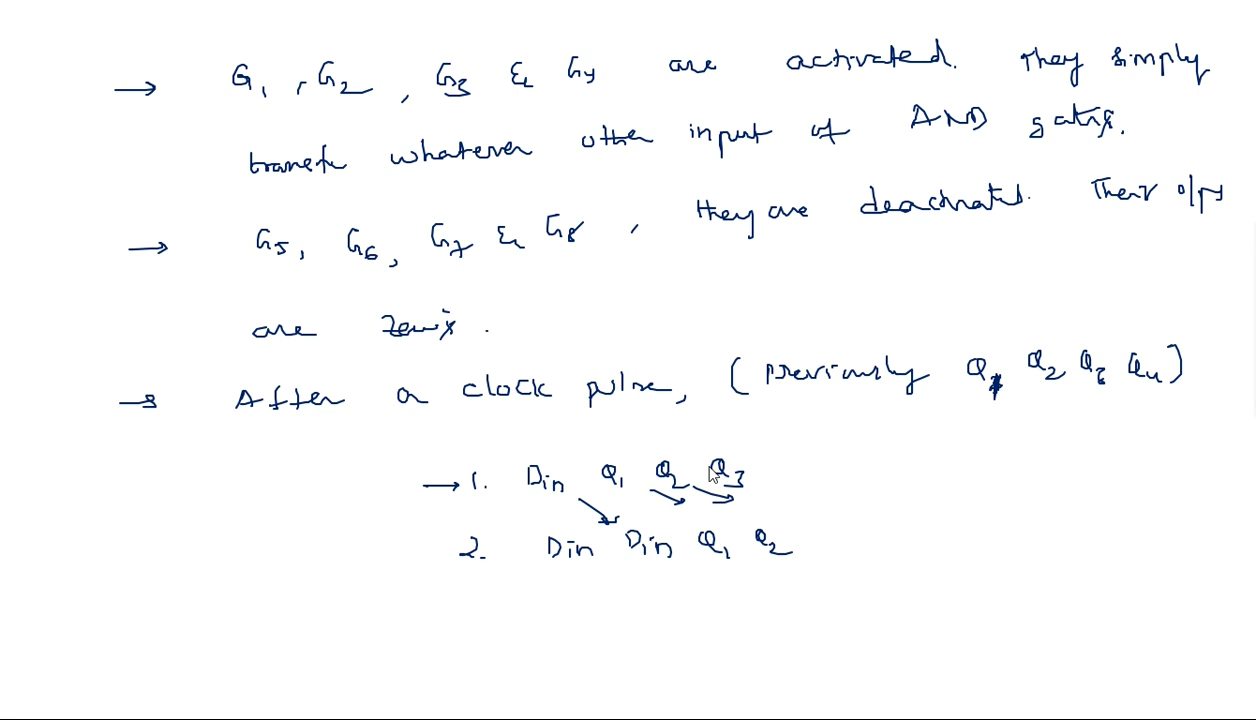 → G1, G2, G3 & G4 are activated. They simply
transfer whatever other input of AND gates.
→ G5, G6, G7 & G8, they are deactivated. Their o/ps
are zeros.
→ After a clock pulse, (previously Q1 Q2 Q3 Q4)
→ 1. Din Q1 Q2 Q3
2. Din Din Q1 Q2